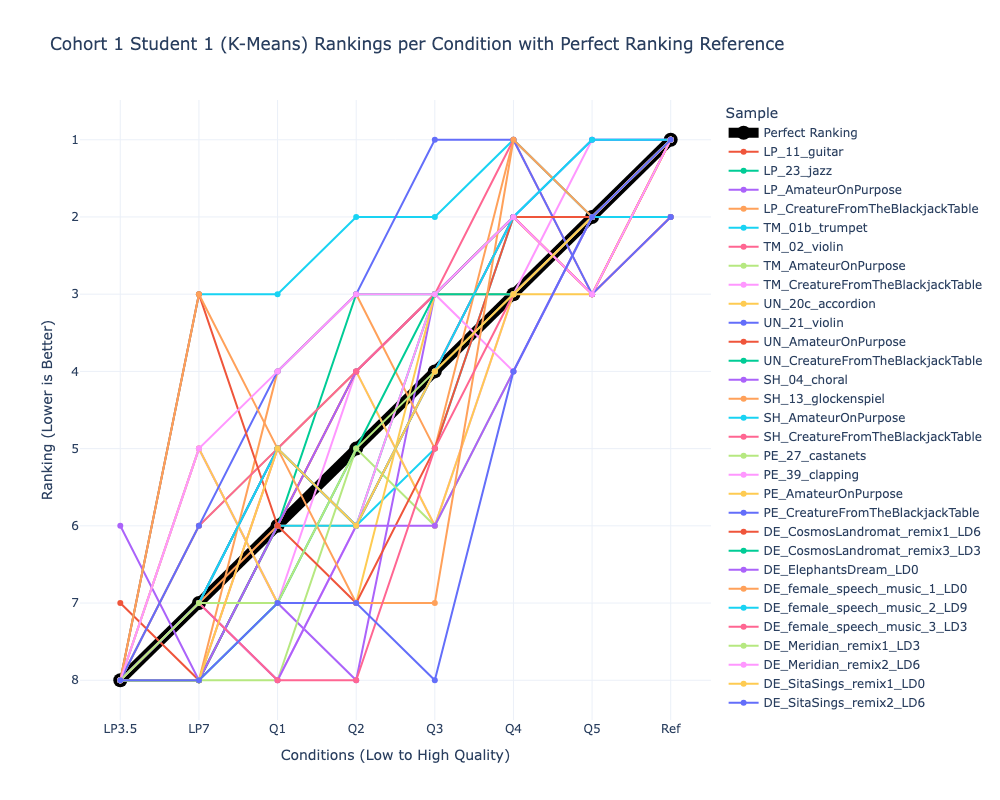 Cohort 1 Student 1 (K-Means) Rankings per Condition with Perfect Ranking Reference
Ranking (Lower is Better)
1
2
3
4
5
6
7
8
LP3.5 LP7 Q1 Q2 Q3 Q4 Q5 Ref
Conditions (Low to High Quality)
Sample
Perfect Ranking
LP_11_guitar
LP_23_jazz
LP_AmateurOnPurpose
LP_CreatureFromTheBlackjackTable
TM_01b_trumpet
TM_02_violin
TM_AmateurOnPurpose
TM_CreatureFromTheBlackjackTable
UN_20c_accordion
UN_21_violin
UN_AmateurOnPurpose
UN_CreatureFromTheBlackjackTable
SH_04_choral
SH_13_glockenspiel
SH_AmateurOnPurpose
SH_CreatureFromTheBlackjackTable
PE_27_castanets
PE_39_clapping
PE_AmateurOnPurpose
PE_CreatureFromTheBlackjackTable
DE_CosmosLandromat_remix1_LD6
DE_CosmosLandromat_remix3_LD3
DE_ElephantsDream_LD0
DE_female_speech_music_1_LD0
DE_female_speech_music_2_LD9
DE_female_speech_music_3_LD3
DE_Meridian_remix1_LD3
DE_Meridian_remix2_LD6
DE_SitaSings_remix1_LD0
DE_SitaSings_remix2_LD6